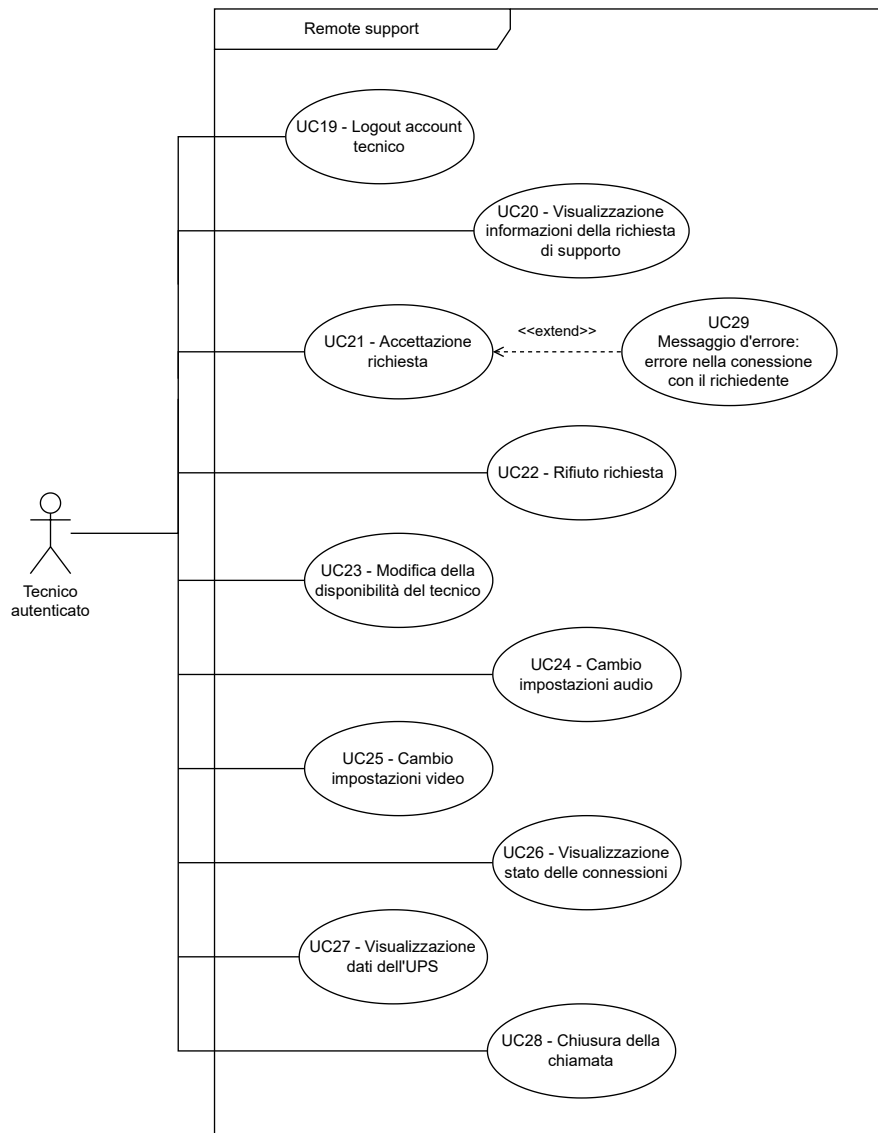 Remote support
UC19 - Logout account
tecnico
UC20 - Visualizzazione
informazioni della richiesta
di supporto
UC21 - Accettazione
richiesta
<<extend>>
UC29
Messaggio d'errore:
errore nella conessione
con il richiedente
UC22 - Rifiuto richiesta
Tecnico
autenticato
UC23 - Modifica della
disponibilità del tecnico
UC24 - Cambio
impostazioni audio
UC25 - Cambio
impostazioni video
UC26 - Visualizzazione
stato delle connessioni
UC27 - Visualizzazione
dati dell'UPS
UC28 - Chiusura della
chiamata